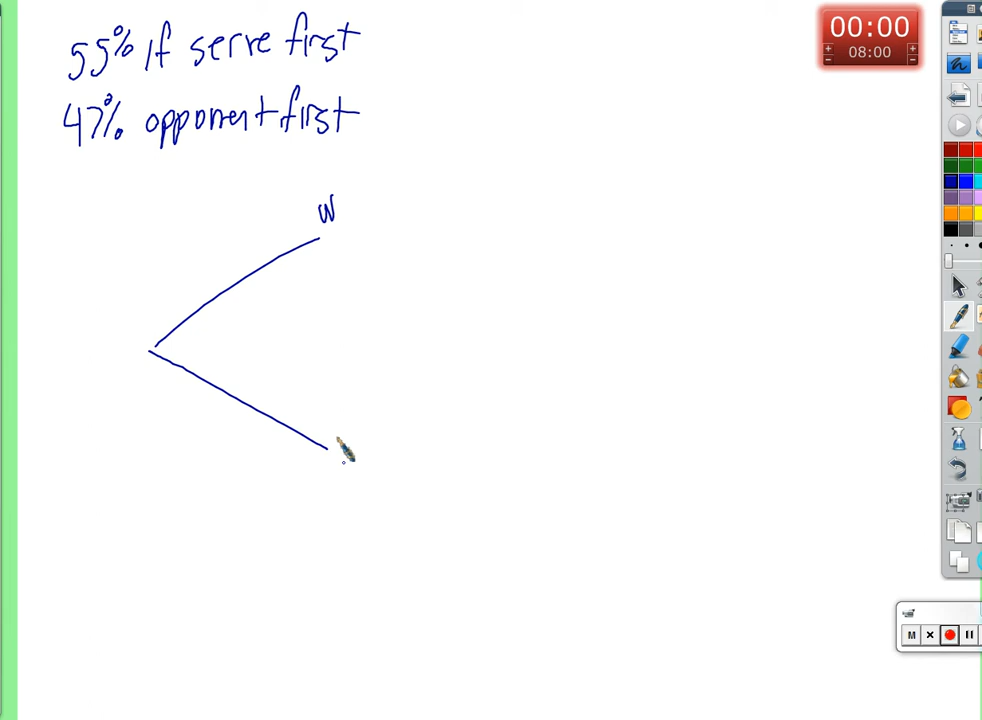 55% if serve first
47% opponent first
W
00:00
08:00
M